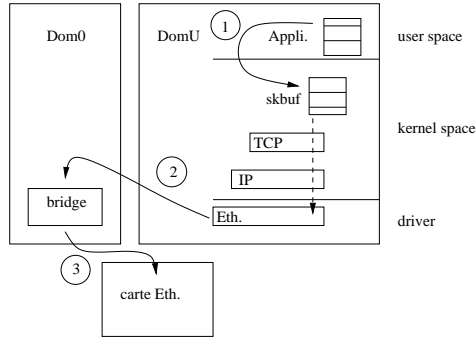 Dom0
DomU
1
Appli.
user space
skbuf
kernel space
TCP
2
IP
bridge
Eth.
driver
3
carte Eth.